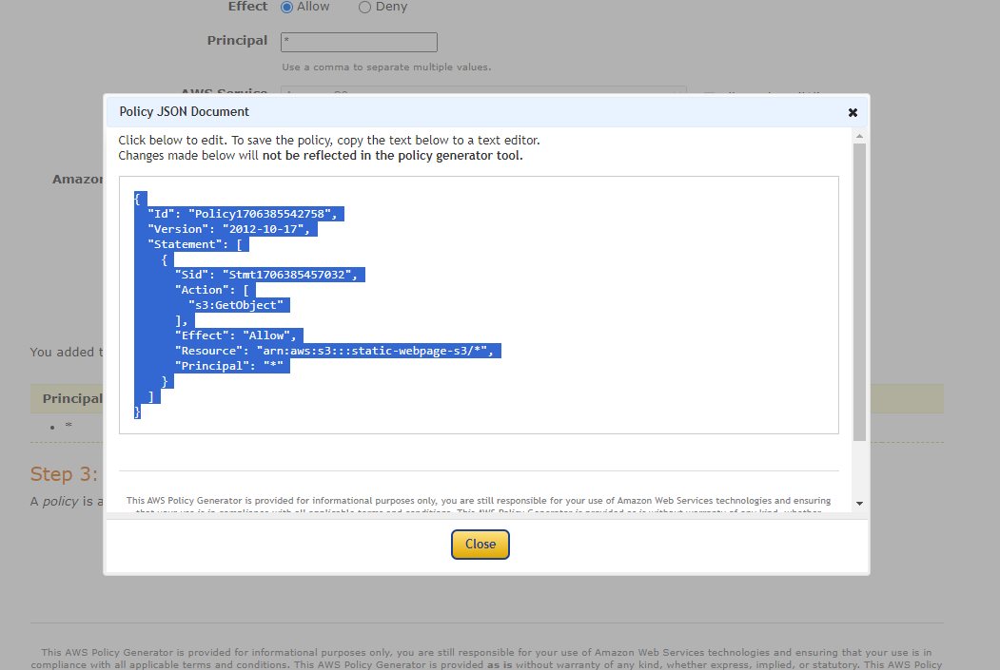 Effect Allow Deny
Principal *
Use a comma to separate multiple values.
AWS Service
Policy JSON Document ✖
Click below to edit. To save the policy, copy the text below to a text editor.
Changes made below will not be reflected in the policy generator tool.
Amazon
{
"Id": "Policy1706385542758",
"Version": "2012-10-17",
"Statement": [
{
"Sid": "Stmt1706385457032",
"Action": [
"s3:GetObject"
],
"Effect": "Allow",
"Resource": "arn:aws:s3:::static-webpage-s3/*",
"Principal": "*"
}
]
}
You added
Principal
• *
Step 3:
A policy is a
This AWS Policy Generator is provided for informational purposes only, you are still responsible for your use of Amazon Web Services technologies and ensuring
that your use is in compliance with all applicable terms and conditions. This AWS Policy Generator is provided as is without warranty of any kind, whether
Close
This AWS Policy Generator is provided for informational purposes only, you are still responsible for your use of Amazon Web Services technologies and ensuring that your use is in
compliance with all applicable terms and conditions. This AWS Policy Generator is provided as is without warranty of any kind, whether express, implied, or statutory. This AWS Policy